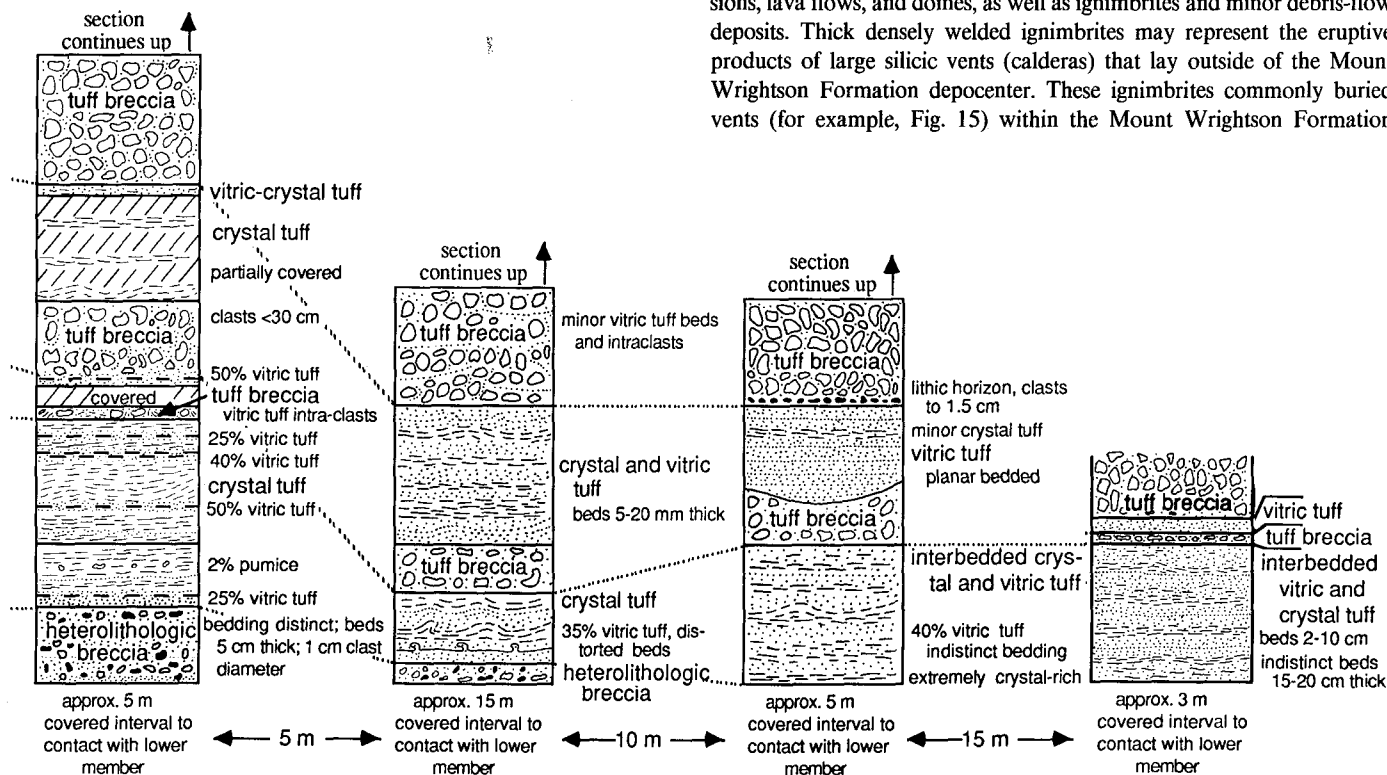 sions, lava flows, and domes, as well as ignimbrites and minor debris-flow
deposits. Thick densely welded ignimbrites may represent the eruptive
products of large silicic vents (calderas) that lay outside of the Moun
Wrightson Formation depocenter. These ignimbrites commonly buried
vents (for example, Fig. 15) within the Mount Wrightson Formation
section
continues up
tuff breccia
vitric-crystal tuff
crystal tuff
partially covered
clasts <30 cm
tuff breccia
50% vitric tuff
covered
tuff breccia
vitric tuff intra-clasts
25% vitric tuff
40% vitric tuff
crystal tuff
50% vitric tuff
2% pumice
25% vitric tuff
heterolithologic
breccia
bedding distinct; beds
5 cm thick; 1 cm clast
diameter
approx. 5 m
covered interval to
contact with lower
member
5 m
section
continues up
tuff breccia
minor vitric tuff beds
and intraclasts
crystal and vitric
tuff
beds 5-20 mm thick
tuff breccia
crystal tuff
35% vitric tuff, dis-
torted beds
heterolithologic
breccia
approx. 15 m
covered interval to
contact with lower
member
10 m
section
continues up
tuff breccia
lithic horizon, clasts
to 1.5 cm
minor crystal tuff
vitric tuff
planar bedded
tuff breccia
interbedded crys-
tal and vitric tuff
40% vitric tuff
indistinct bedding
extremely crystal-rich
approx. 5 m
covered interval to
contact with lower
member
15 m
tuff breccia
vitric tuff
tuff breccia
interbedded
vitric and
crystal tuff
beds 2-10 cm
indistinct beds
15-20 cm thick
approx. 3 m
covered interval to
contact with lower
member